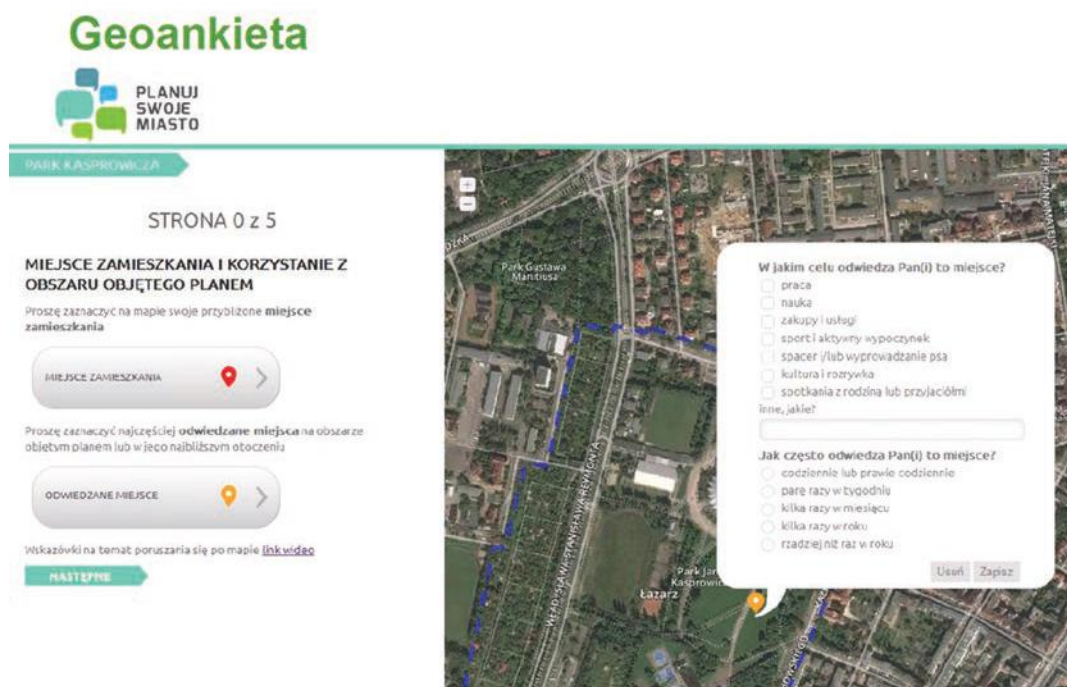 Geoankieta
PLANUJ
SWOJE
MIASTO
PARK KASPROWICZA
STRONA 0 z 5
MIEJSCE ZAMIESZKANIA I KORZYSTANIE Z
OBSZARU OBJĘTEGO PLANEM
Proszę zaznaczyć na mapie swoje przybliżone miejsce
zamieszkania
MIEJSCE ZAMIESZKANIA
Proszę zaznaczyć najczęściej odwiedzane miejsca na obszarze
objętym planem lub w jego najbliższym otoczeniu
ODWIEDZANE MIEJSCE
Wskazówki na temat poruszania się po mapie link wideo
NASTĘPNE
+
−
Park Gustawa
Manitiusa
WŁADYSŁAWA STANISŁAWA REYMONTA
Łazarz
Park
Kasprowic
W jakim celu odwiedza Pan(i) to miejsce?
praca
nauka
zakupy i usługi
sport i aktywny wypoczynek
spacer i/lub wyprowadzanie psa
kultura i rozrywka
spotkania z rodziną lub przyjaciółmi
inne, jakie?
Jak często odwiedza Pan(i) to miejsce?
codziennie lub prawie codziennie
parę razy w tygodniu
kilka razy w miesiącu
kilka razy w roku
rzadziej niż raz w roku
Usuń Zapisz